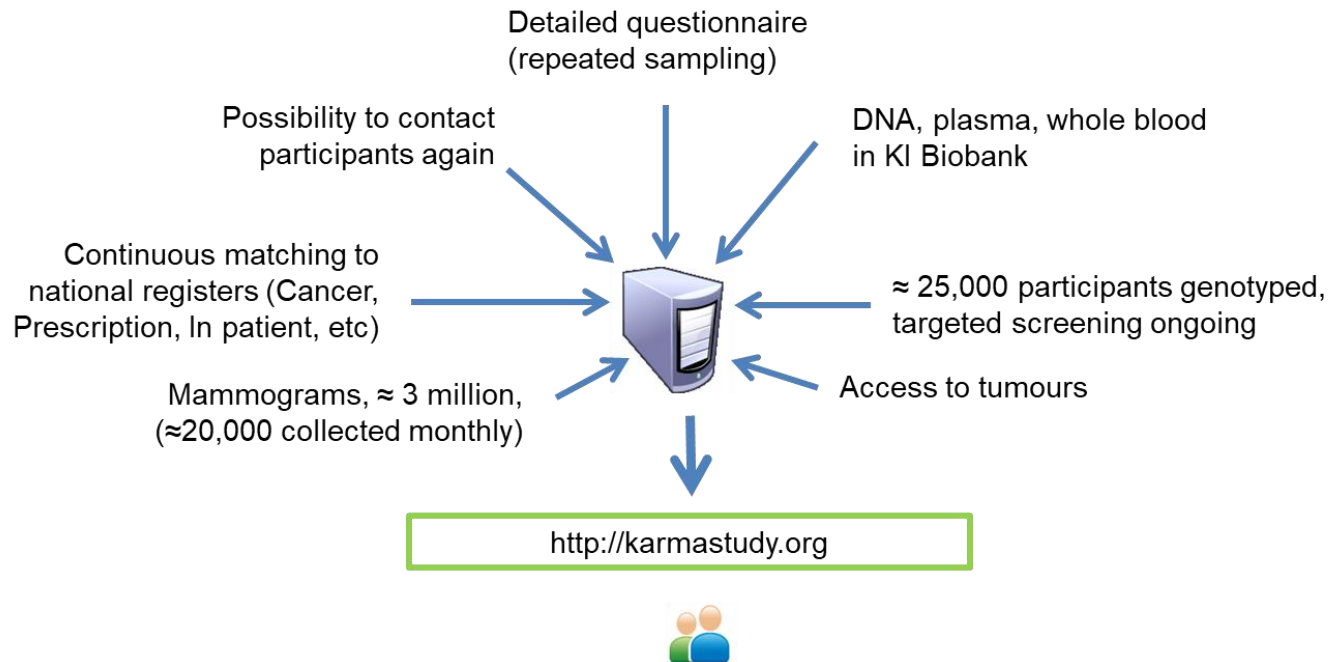 Detailed questionnaire
(repeated sampling)
Possibility to contact
participants again
DNA, plasma, whole blood
in KI Biobank
Continuous matching to
national registers (Cancer,
Prescription, In patient, etc)
≈ 25,000 participants genotyped,
targeted screening ongoing
Mammograms, ≈ 3 million,
(≈20,000 collected monthly)
Access to tumours
http://karmastudy.org